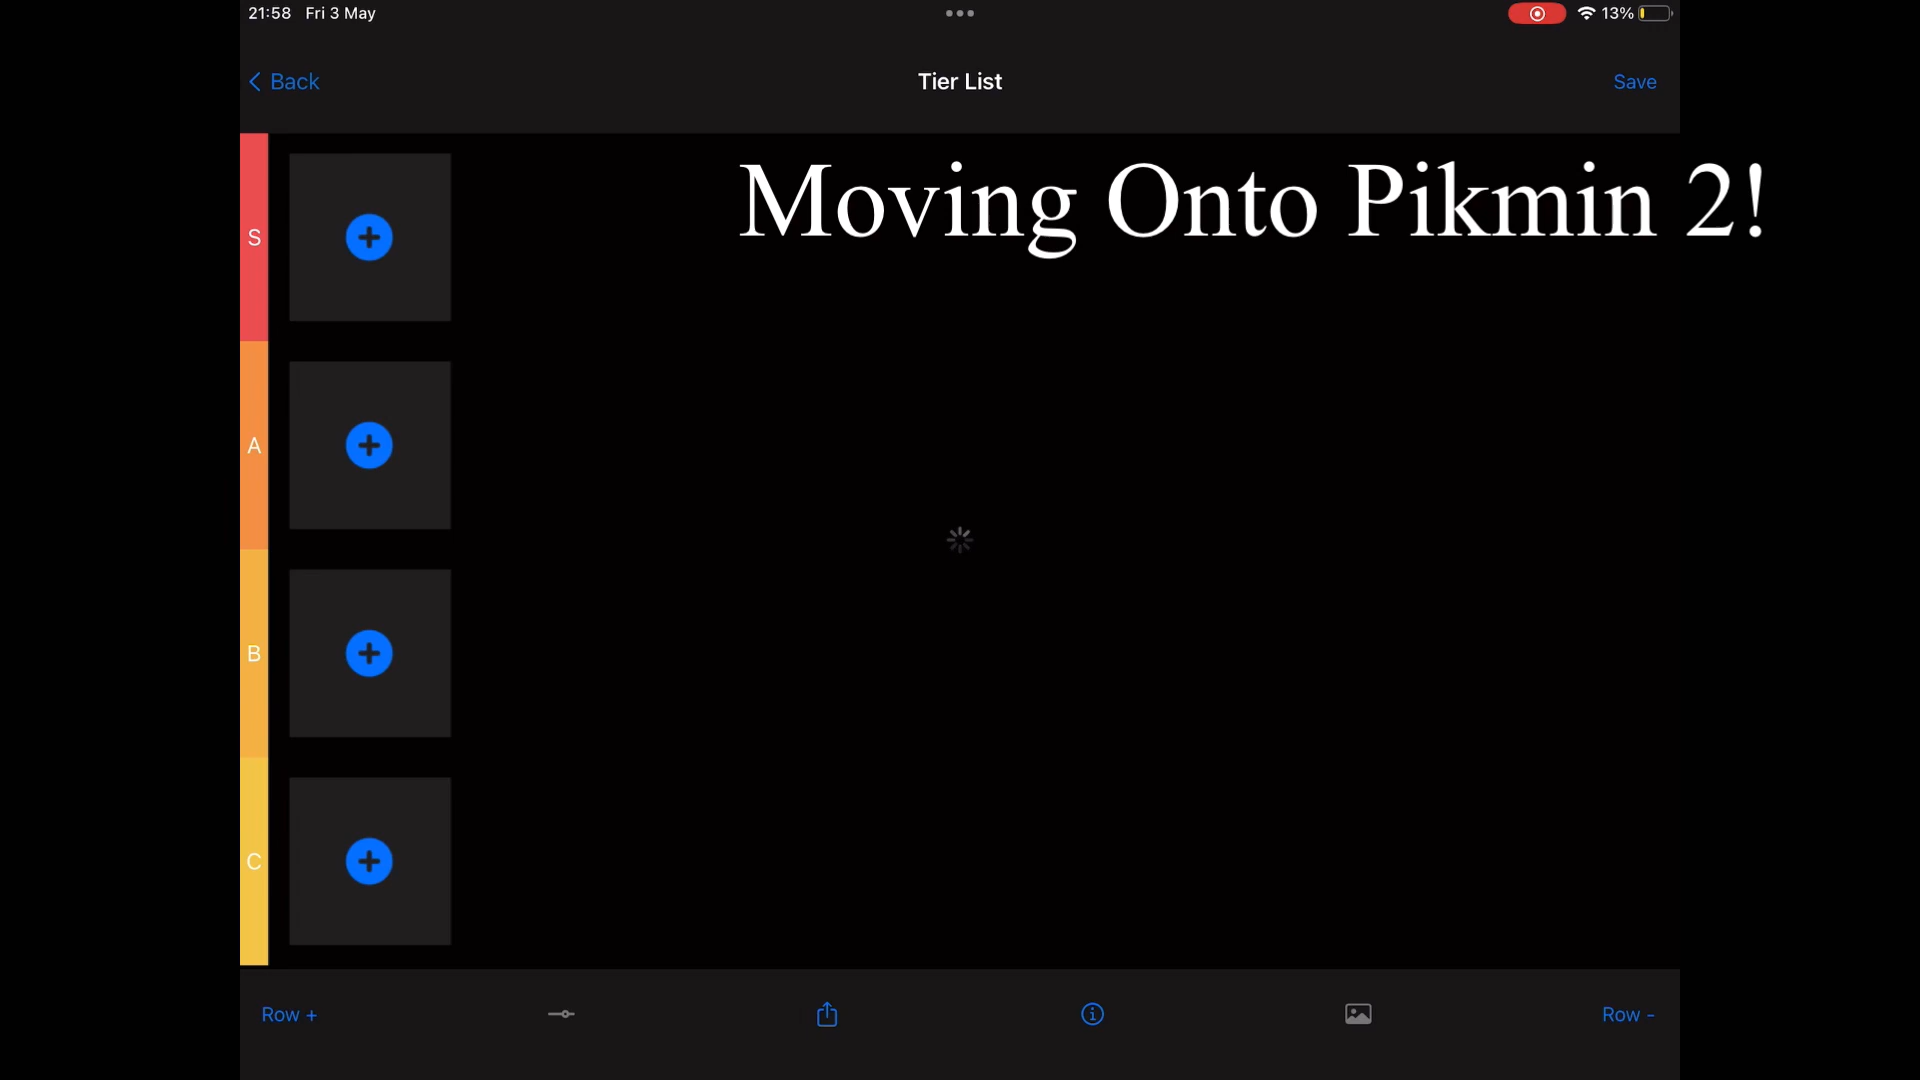 21:58 Fri 3 May
13%
Back
Tier List
Save
Moving Onto Pikmin 2!
S
A
B
C
Row +
Row -